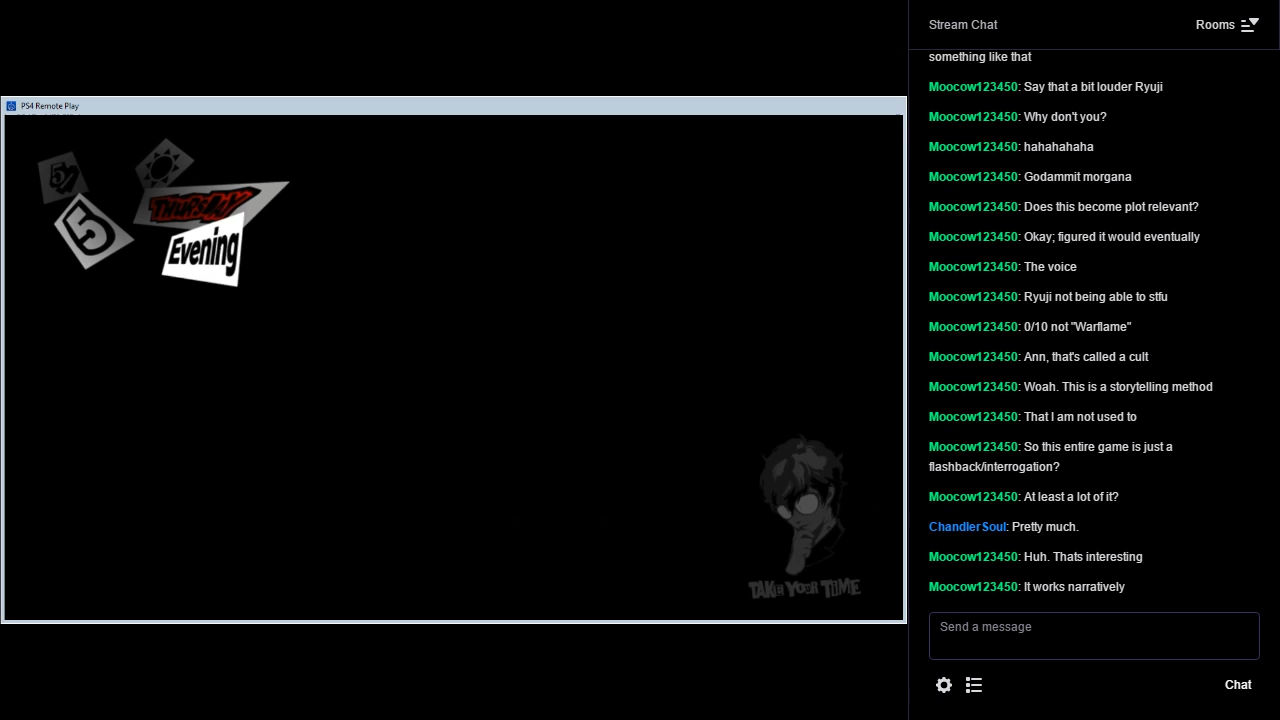 Stream Chat
Rooms
something like that
Moocow123450: Say that a bit louder Ryuji
Moocow123450: Why don't you?
Moocow123450: hahahahaha
Moocow123450: Godammit morgana
Moocow123450: Does this become plot relevant?
Moocow123450: Okay; figured it would eventually
Moocow123450: The voice
Moocow123450: Ryuji not being able to stfu
Moocow123450: 0/10 not "Warflame"
Moocow123450: Ann, that's called a cult
Moocow123450: Woah. This is a storytelling method
Moocow123450: That I am not used to
Moocow123450: So this entire game is just a
flashback/interrogation?
Moocow123450: At least a lot of it?
ChandlerSoul: Pretty much.
Moocow123450: Huh. Thats interesting
Moocow123450: It works narratively
Send a message
Chat
PS4 Remote Play
5/
5
THURSDAY
Evening
TAKE YOUR TIME